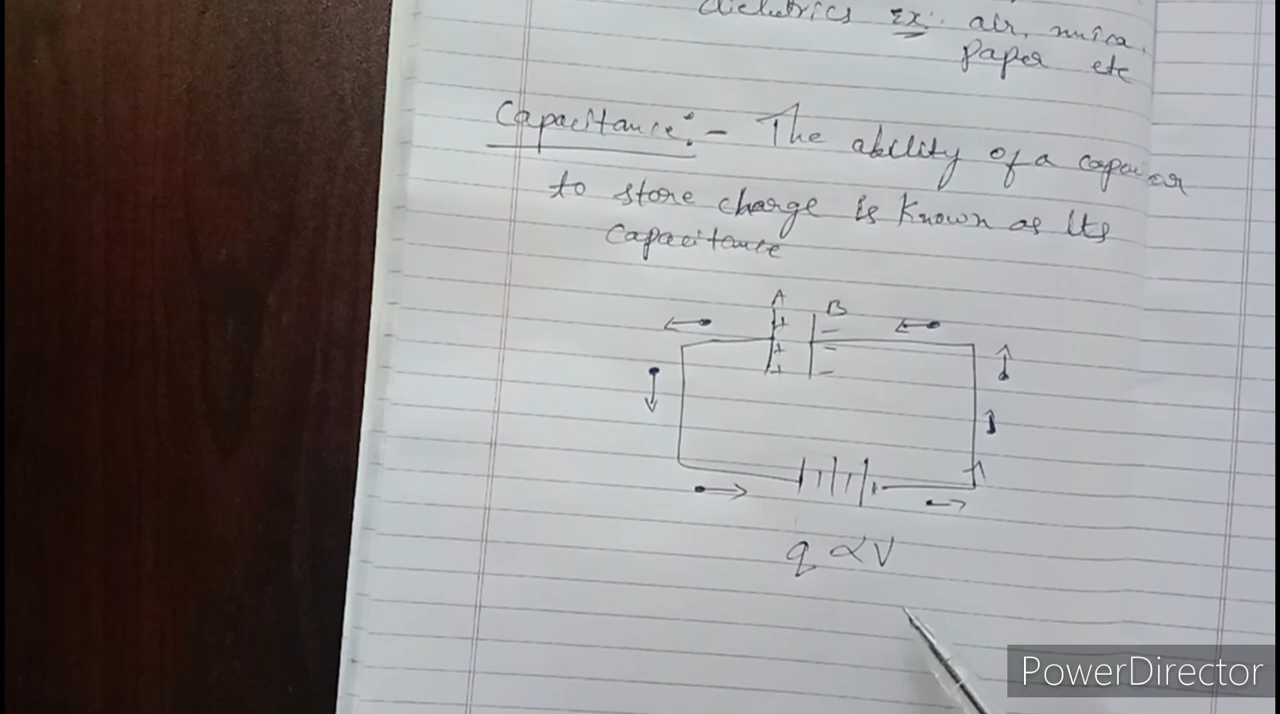 dielectrics Ex:- air, mica,
paper etc
Capacitance:- The ability of a
to store charge is known as its
capacitance
A
B
+
+
+
-
-
-
q ∝ V
PowerDirector